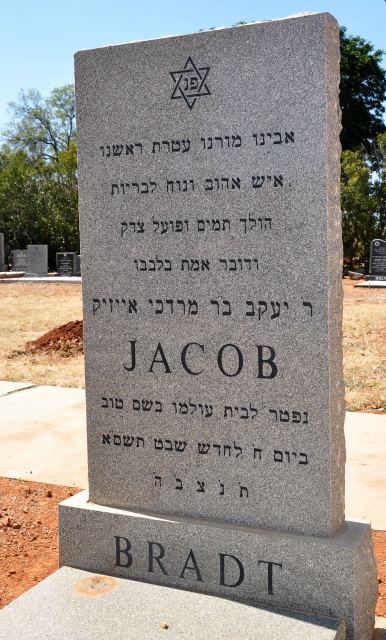 פנ
אבינו מורנו עטרת ראשנו
איש אהוב ונוח לבריות
הולך תמים ופועל צדק
ודובר אמת בלבבו
ר יעקב בר מרדכי אייזיק
JACOB
נפטר לבית עולמו בשם טוב
ביום ח לחדש שבט תשסא
ת נ צ ב ה
BRADT